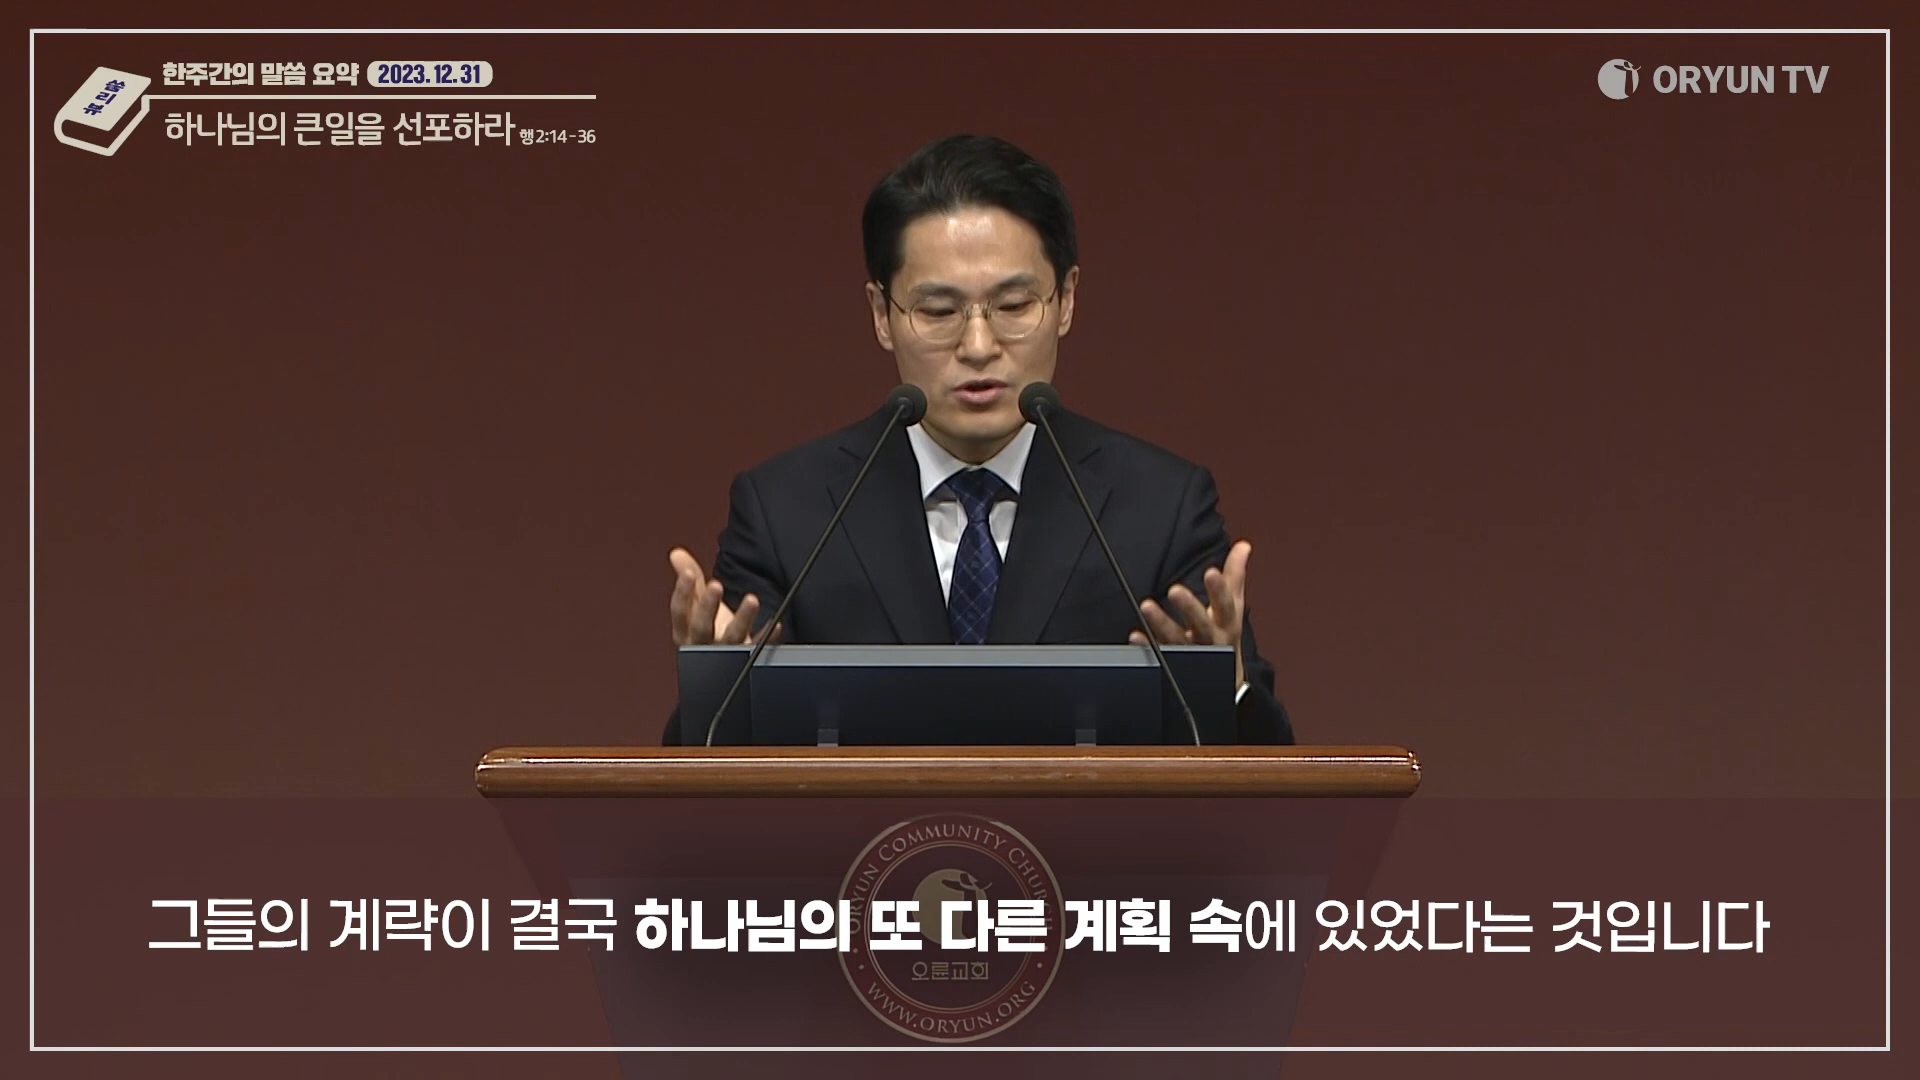 쏠리뷰
한주간의 말씀 요약 2023.12.31
하나님의 큰일을 선포하라 행2:14-36
ORYUN TV
그들의 계략이 결국 하나님의 또 다른 계획 속에 있었다는 것입니다
ORYUN COMMUNITY CHURCH
오륜교회
WWW.ORYUN.ORG